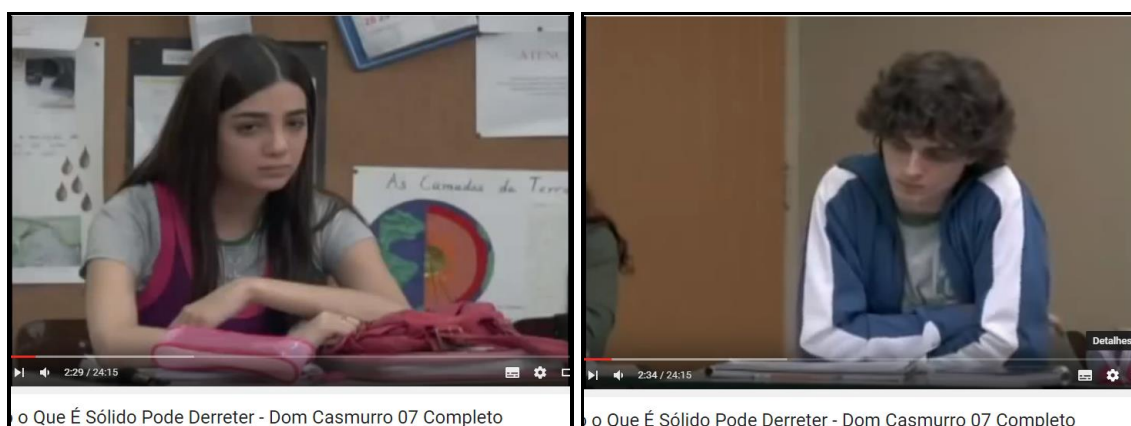 ATENÇ
As Camadas da Terra
2:29 / 24:15
o Que É Sólido Pode Derreter - Dom Casmurro 07 Completo
Detalhes
2:34 / 24:15
o Que É Sólido Pode Derreter - Dom Casmurro 07 Completo